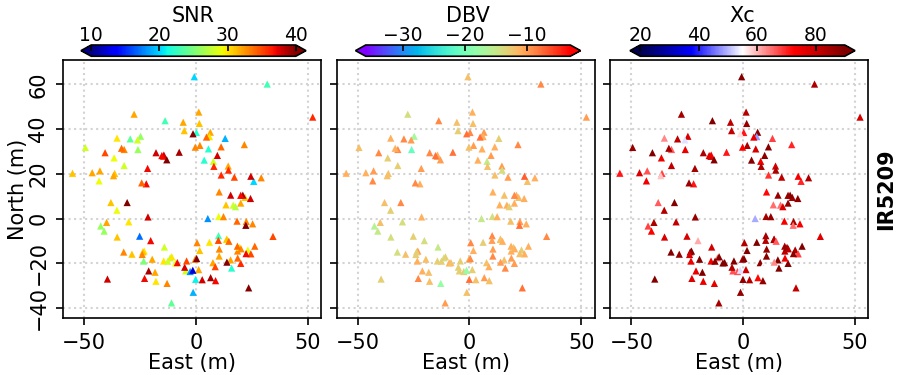 SNR DBV Xc
10 20 30 40 −30 −20 −10 20 40 60 80
60
40
20
0
−20
−40
North (m)
IR5209
−50 0 50 −50 0 50 −50 0 50
East (m) East (m) East (m)